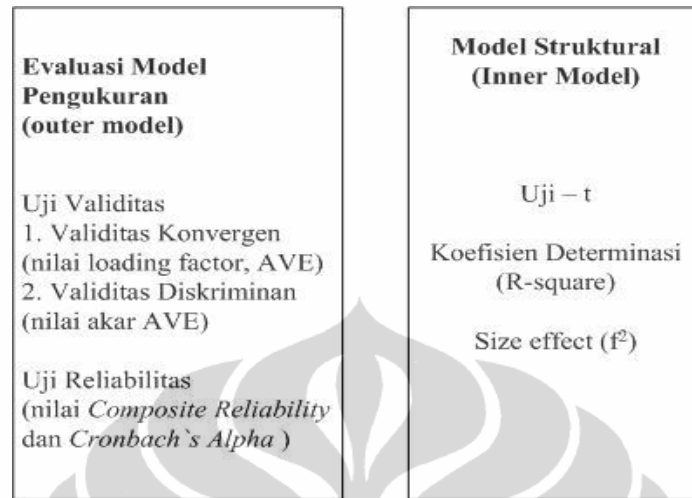 Evaluasi Model
Pengukuran
(outer model)
Uji Validitas
1. Validitas Konvergen
(nilai loading factor, AVE)
2. Validitas Diskriminan
(nilai akar AVE)
Uji Reliabilitas
(nilai Composite Reliability
dan Cronbach`s Alpha )
Model Struktural
(Inner Model)
Uji – t
Koefisien Determinasi
(R-square)
Size effect (f²)